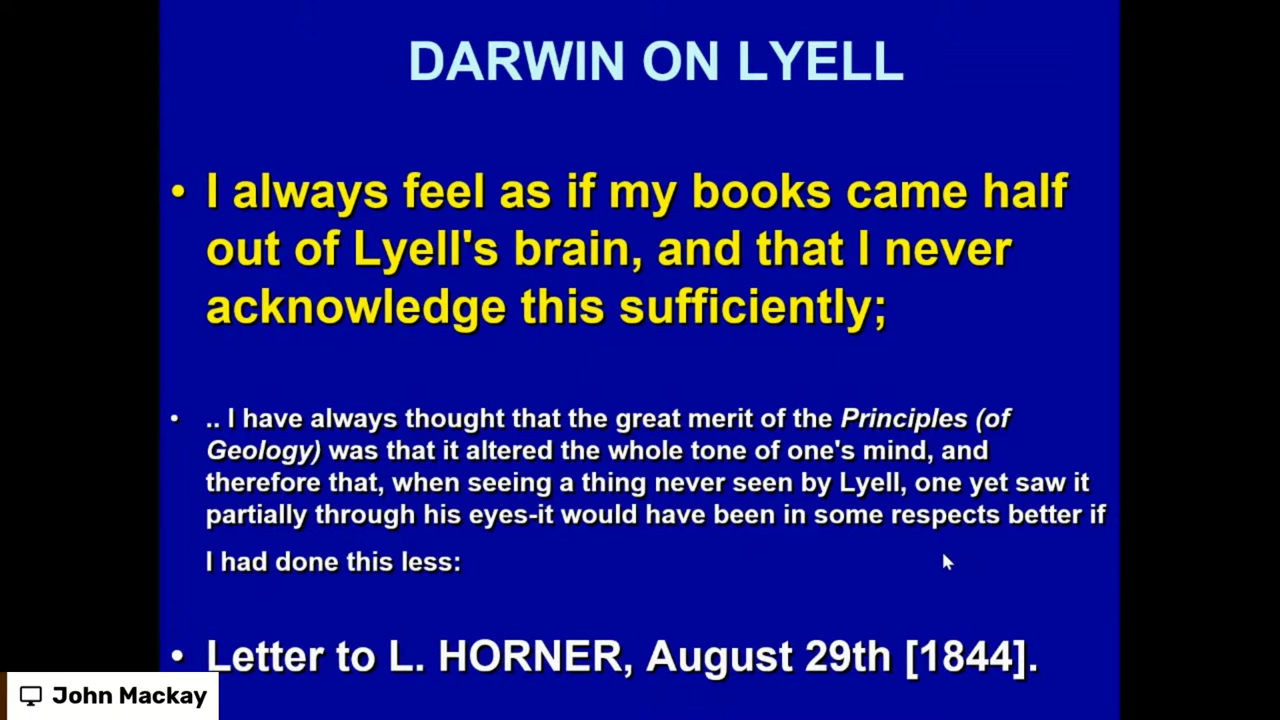 DARWIN ON LYELL
• I always feel as if my books came half
out of Lyell's brain, and that I never
acknowledge this sufficiently;
• .. I have always thought that the great merit of the Principles (of
Geology) was that it altered the whole tone of one's mind, and
therefore that, when seeing a thing never seen by Lyell, one yet saw it
partially through his eyes-it would have been in some respects better if
I had done this less:
• Letter to L. HORNER, August 29th [1844].
John Mackay